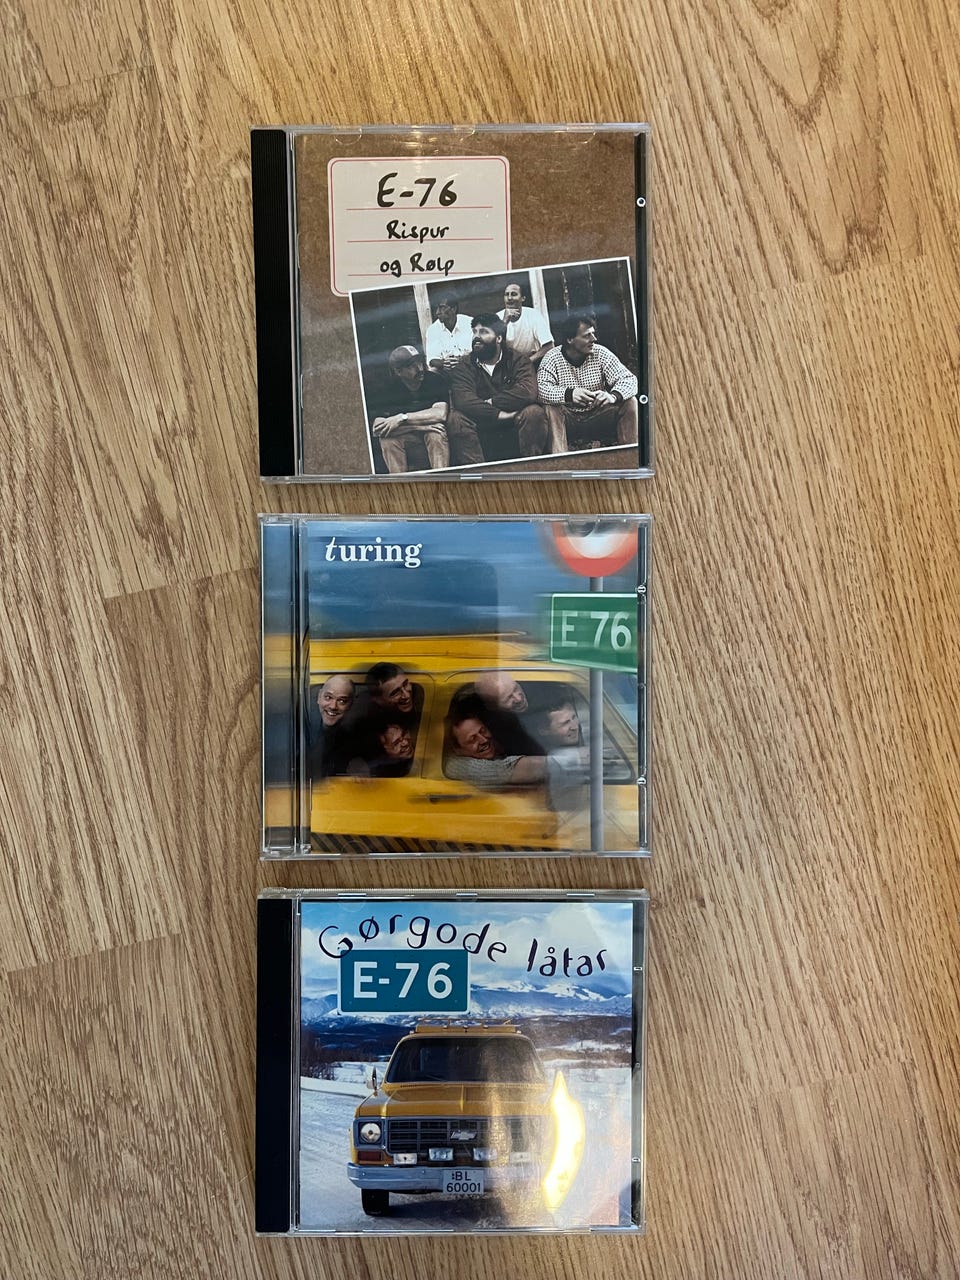 E-76
Rispur
og Rølp
turing
E 76
Gørgode låtar
E-76
BL
60001